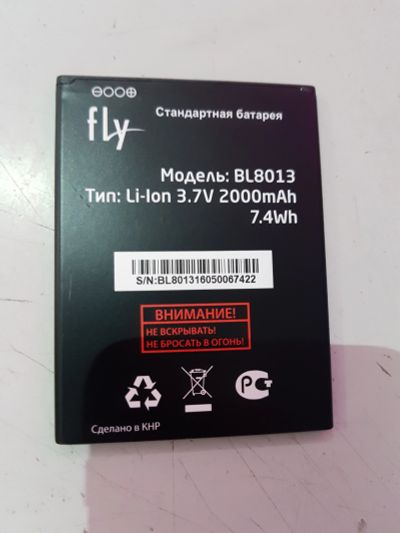 Стандартная батарея
fly
Модель: BL8013
Тип: Li-Ion 3.7V 2000mAh
7.4Wh
S/N:BL801316050067422
ВНИМАНИЕ!
НЕ ВСКРЫВАТЬ!
НЕ БРОСАТЬ В ОГОНЬ!
Сделано в КНР